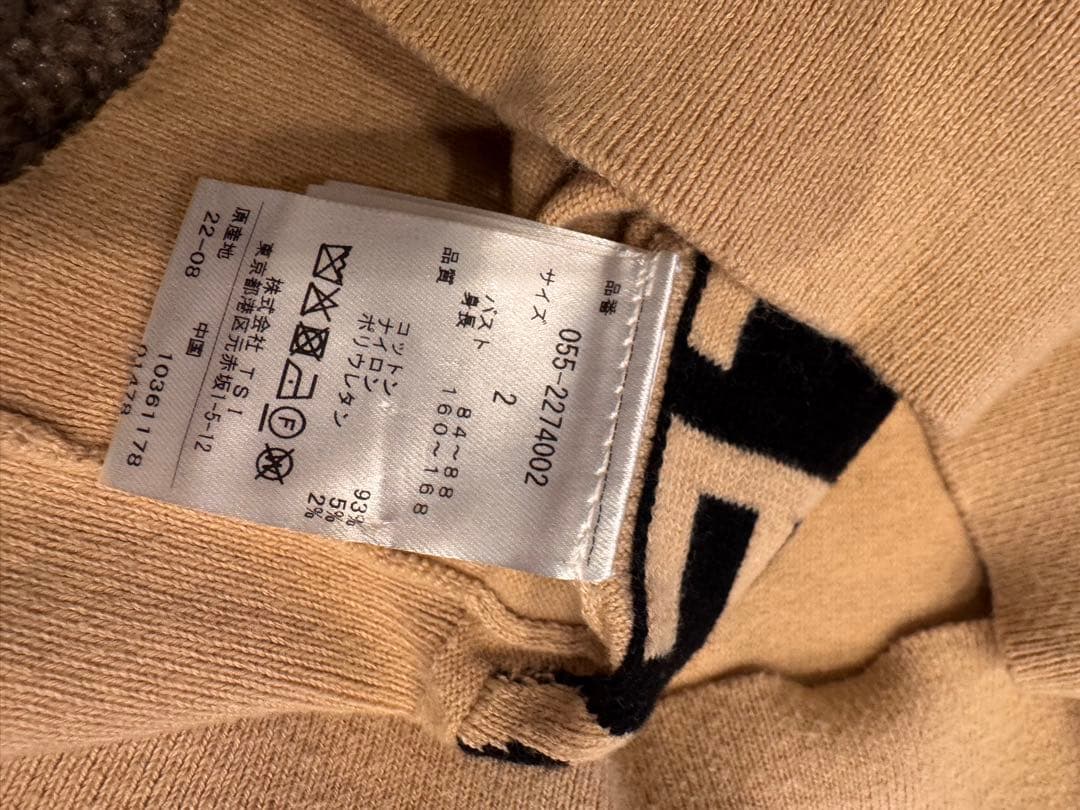 品番 055-2274002
サイズ 2
バスト 84～88
身長 160～168
品質
コットン 93%
ナイロン 5%
ポリウレタン 2%
F
株式会社 TSI
東京都港区元赤坂1-5-12
原産地 中国
22-08 10361178